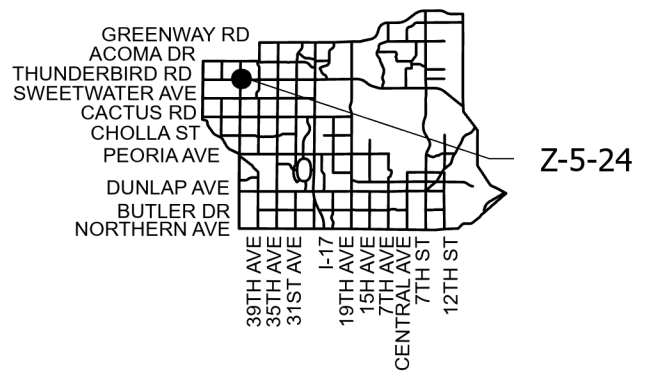 GREENWAY RD
ACOMA DR
THUNDERBIRD RD
SWEETWATER AVE
CACTUS RD
CHOLLA ST
PEORIA AVE
DUNLAP AVE
BUTLER DR
NORTHERN AVE
Z-5-24
39TH AVE
35TH AVE
31ST AVE
I-17
19TH AVE
15H AVE
7TH AVE
CENTRAL AVE
7TH ST
12TH ST